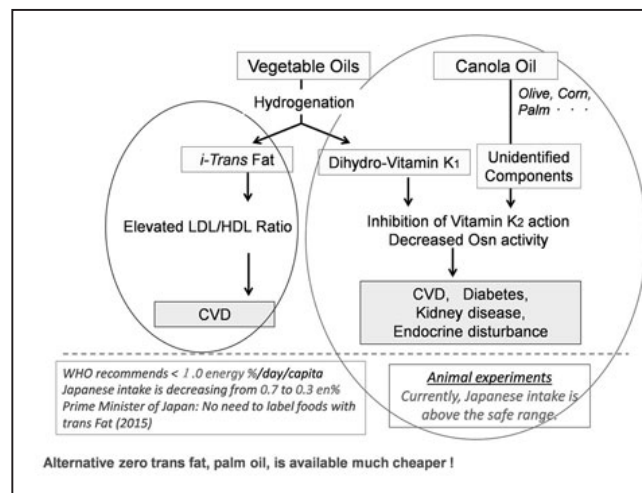 Vegetable Oils
Canola Oil
Hydrogenation
Olive, Corn,
Palm ・・・
i-Trans Fat
Dihydro-Vitamin K1
Unidentified
Components
Elevated LDL/HDL Ratio
Inhibition of Vitamin K2 action
Decreased Osn activity
CVD
CVD, Diabetes,
Kidney disease,
Endocrine disturbance
WHO recommends < 1.0 energy %/day/capita
Japanese intake is decreasing from 0.7 to 0.3 en%
Prime Minister of Japan: No need to label foods with
trans Fat (2015)
Animal experiments
Currently, Japanese intake is
above the safe range.
Alternative zero trans fat, palm oil, is available much cheaper !